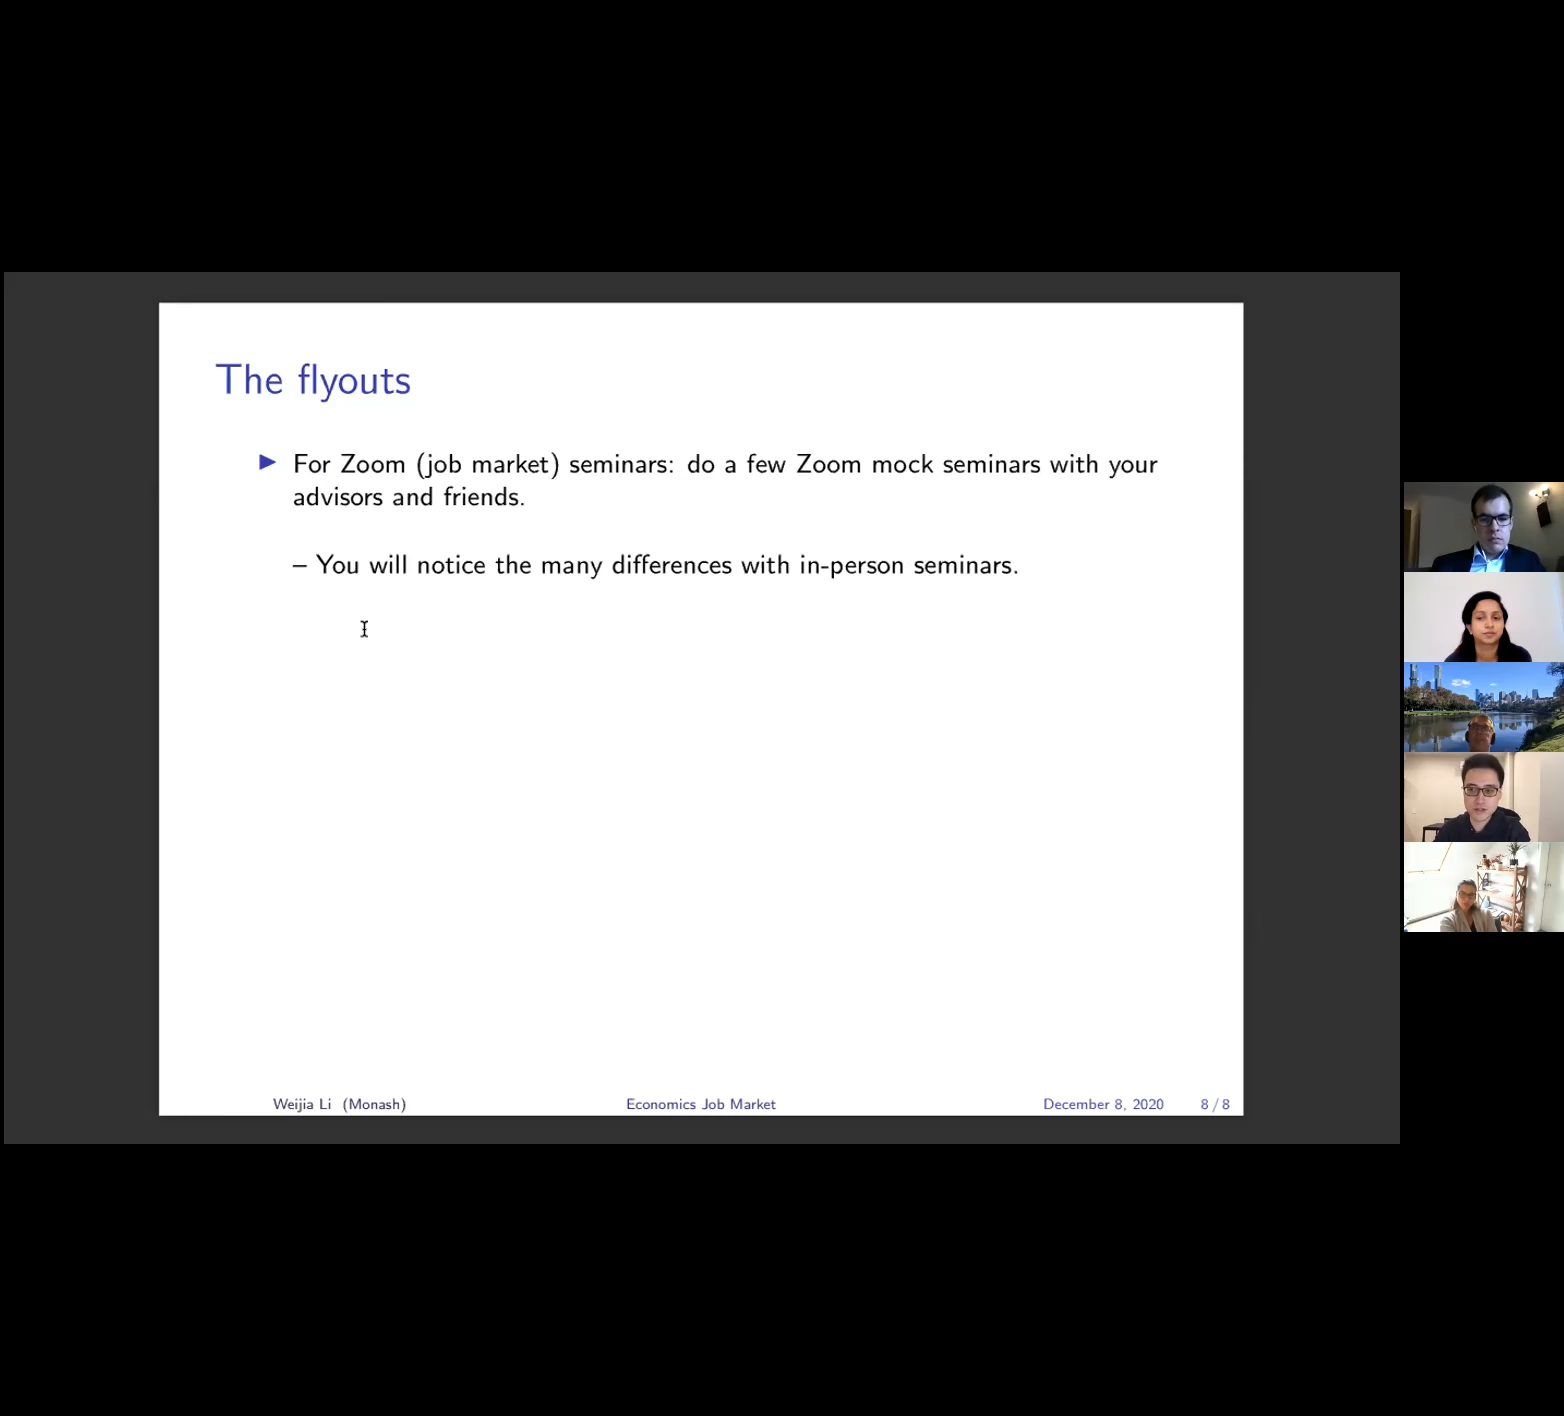 The flyouts
▶ For Zoom (job market) seminars: do a few Zoom mock seminars with your
advisors and friends.
– You will notice the many differences with in-person seminars.
Weijia Li (Monash) Economics Job Market December 8, 2020 8 / 8